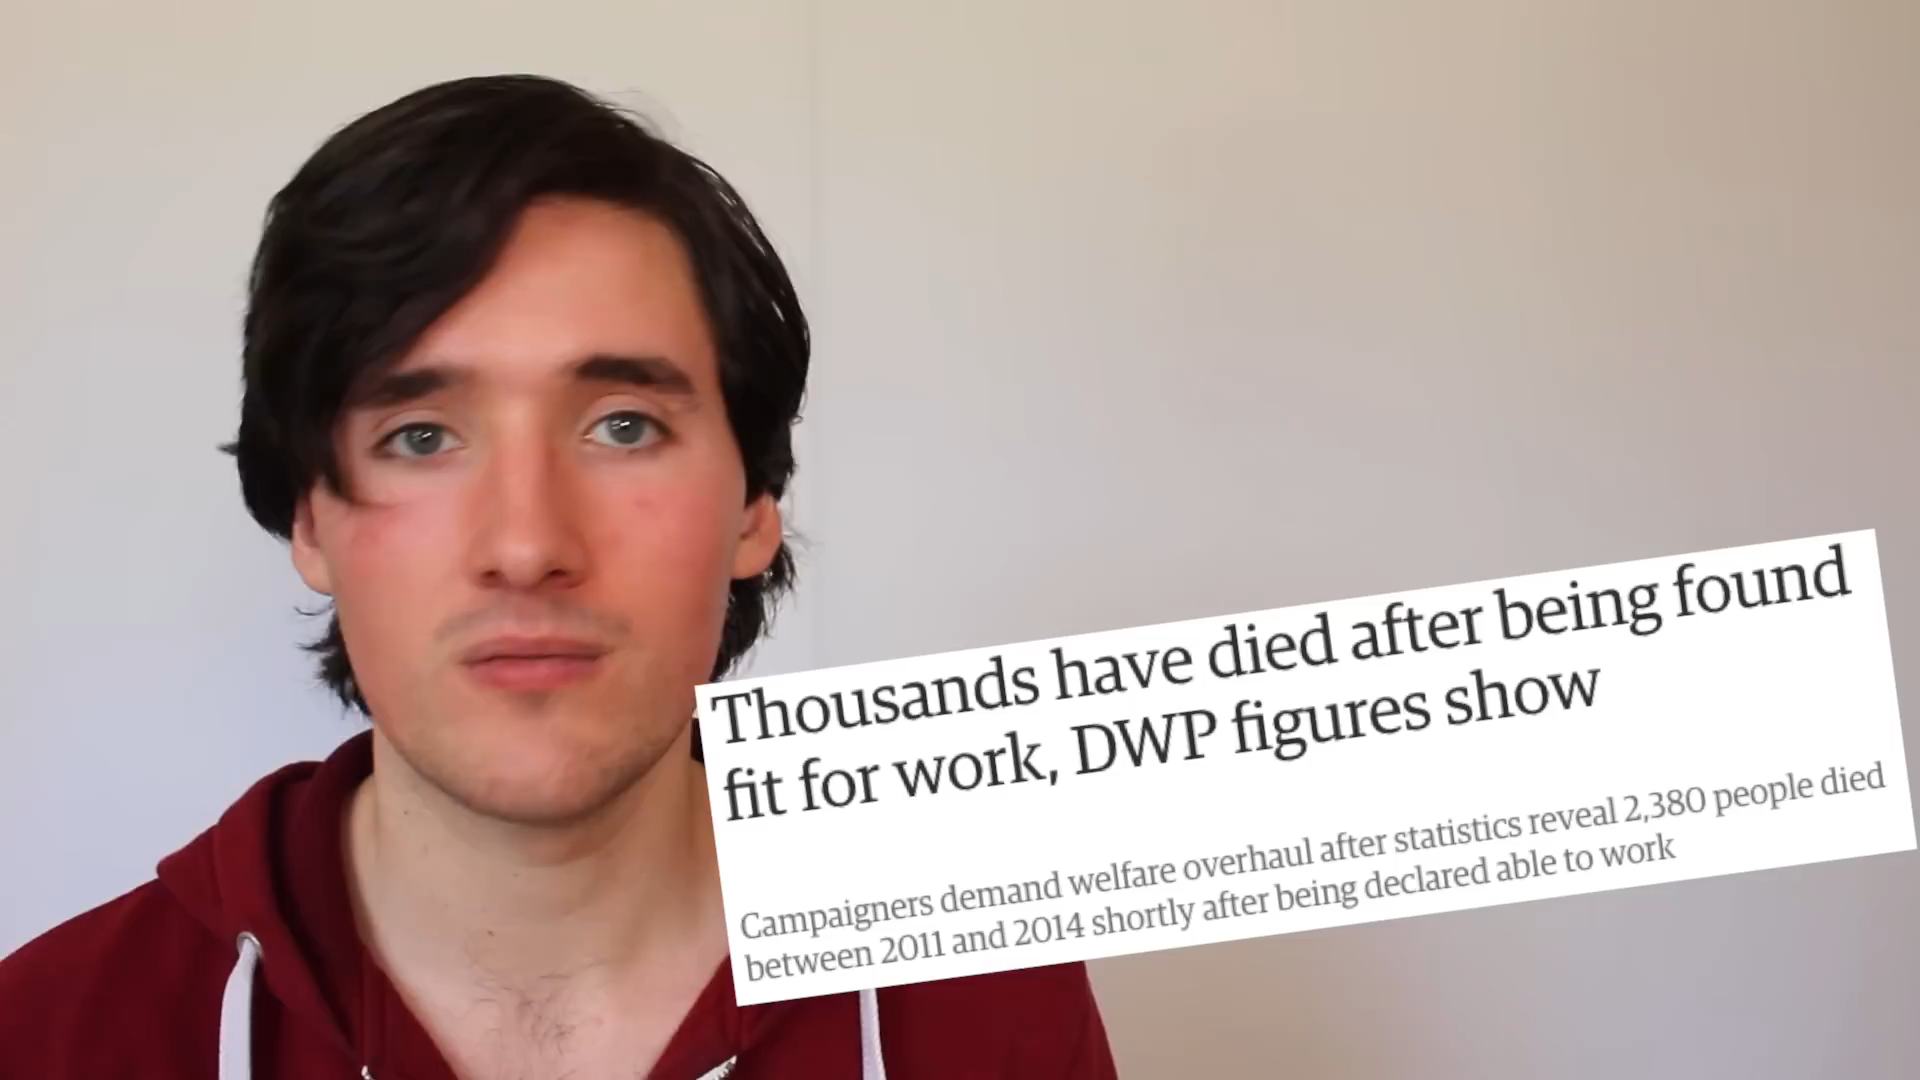 Thousands have died after being found
fit for work, DWP figures show
Campaigners demand welfare overhaul after statistics reveal 2,380 people died
between 2011 and 2014 shortly after being declared able to work